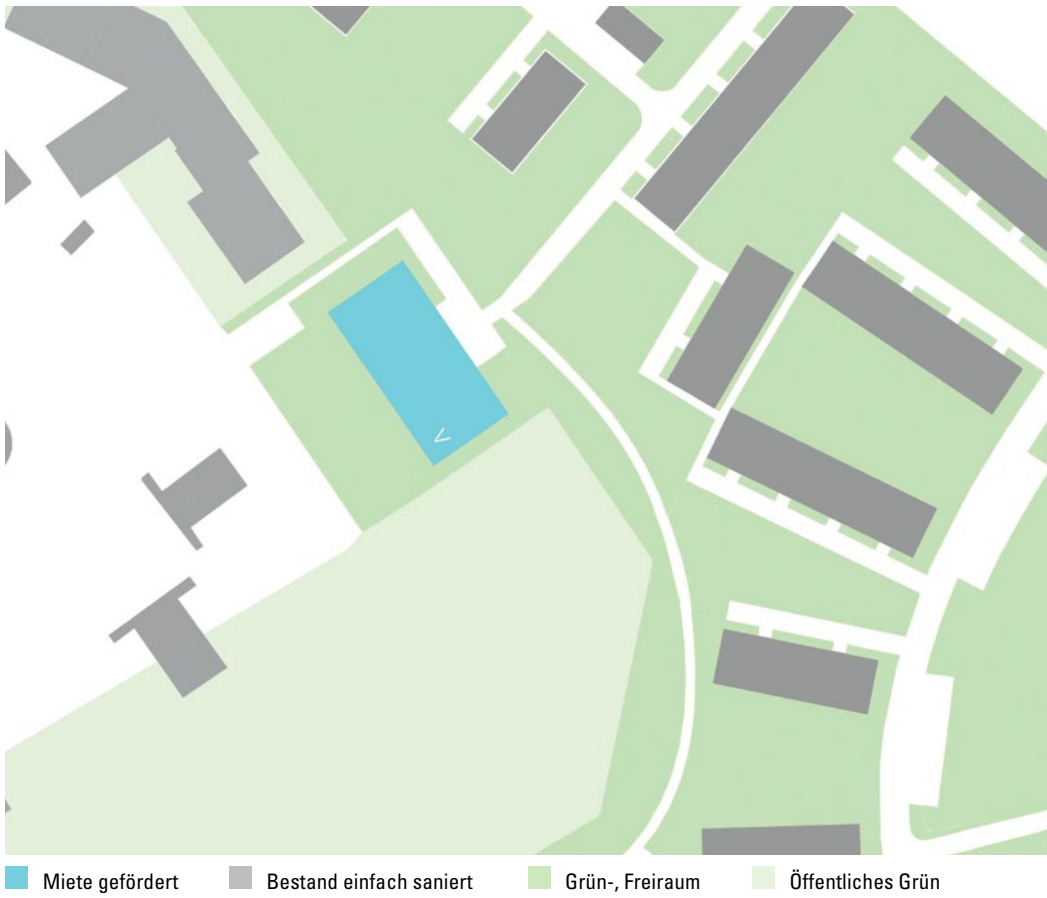 V
Miete gefördert
Bestand einfach saniert
Grün-, Freiraum
Öffentliches Grün